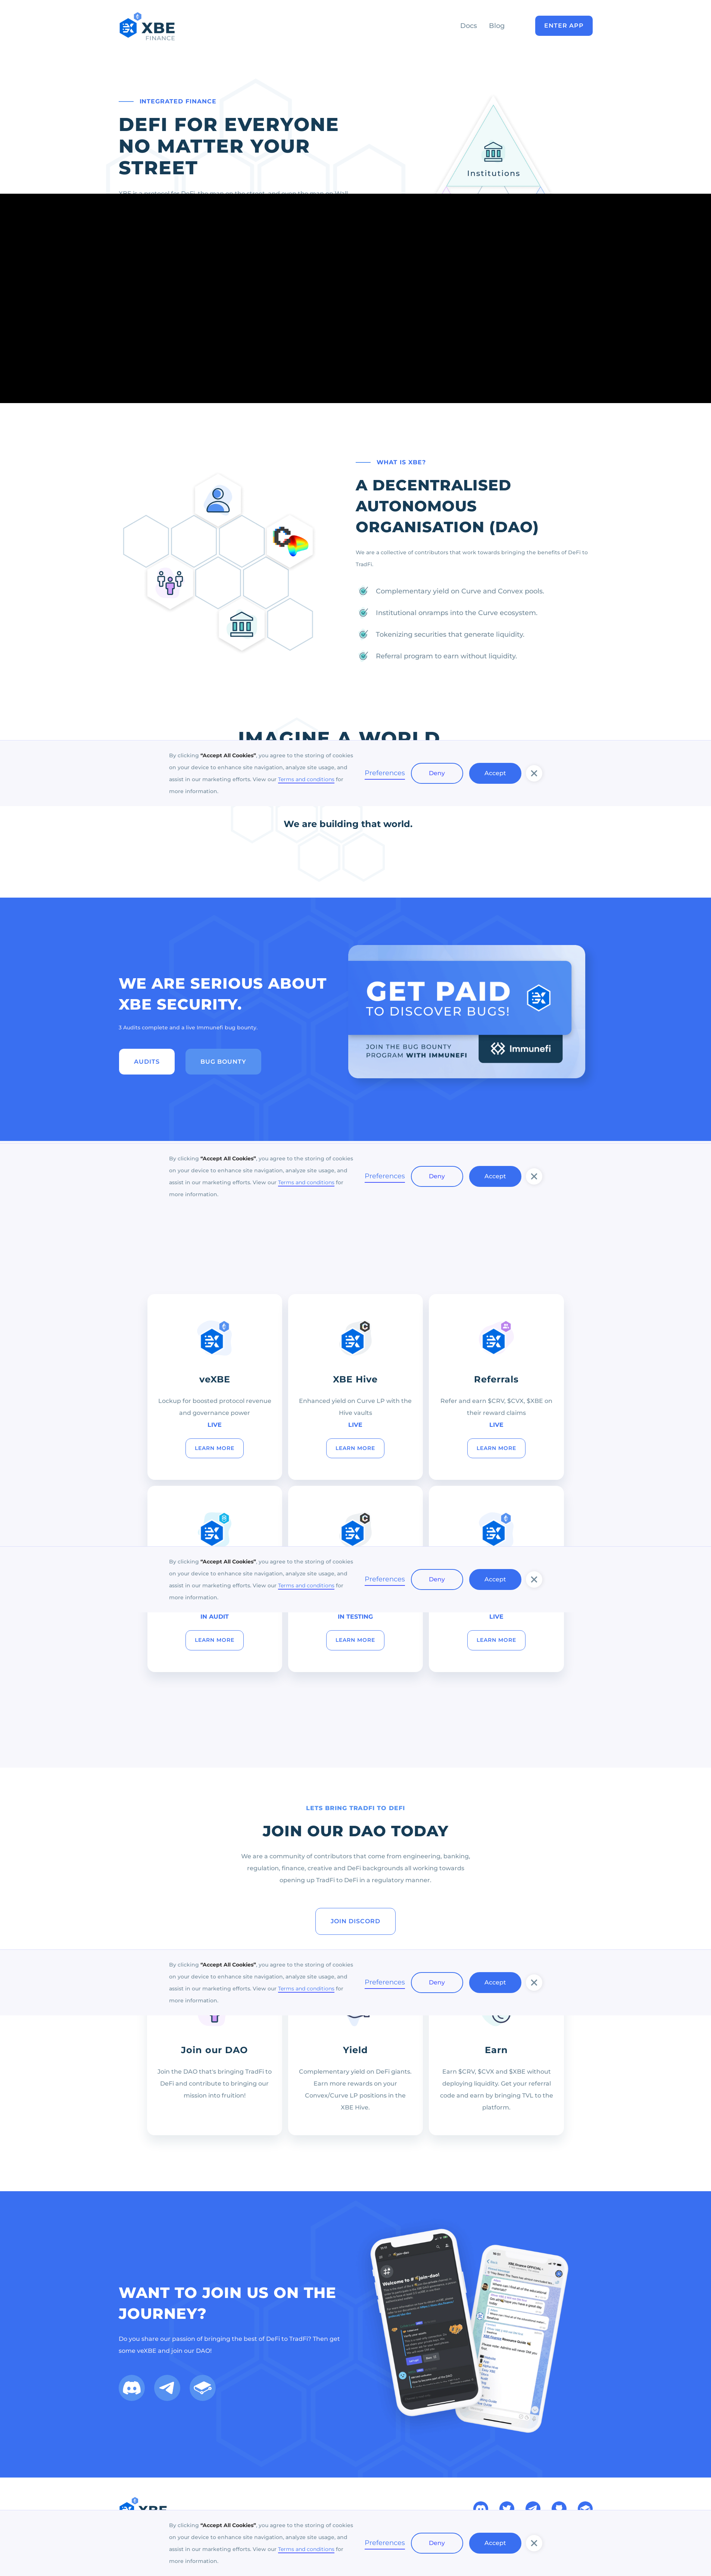 XBE
FINANCE
Docs
Blog
ENTER APP
INTEGRATED FINANCE
DEFI FOR EVERYONE
NO MATTER YOUR
STREET
XBE is a protocol for DeFi, the man on the street, and even the man on Wall
Institutions
WHAT IS XBE?
A DECENTRALISED
AUTONOMOUS
ORGANISATION (DAO)
We are a collective of contributors that work towards bringing the benefits of DeFi to
TradFi.
Complementary yield on Curve and Convex pools.
Institutional onramps into the Curve ecosystem.
Tokenizing securities that generate liquidity.
Referral program to earn without liquidity.
IMAGINE A WORLD
By clicking "Accept All Cookies", you agree to the storing of cookies
on your device to enhance site navigation, analyze site usage, and
assist in our marketing efforts. View our Terms and conditions for
more information.
Preferences
Deny
Accept
We are building that world.
WE ARE SERIOUS ABOUT
XBE SECURITY.
3 Audits complete and a live Immunefi bug bounty.
AUDITS
BUG BOUNTY
GET PAID
TO DISCOVER BUGS!
JOIN THE BUG BOUNTY
PROGRAM WITH IMMUNEFI
Immunefi
By clicking "Accept All Cookies", you agree to the storing of cookies
on your device to enhance site navigation, analyze site usage, and
assist in our marketing efforts. View our Terms and conditions for
more information.
Preferences
Deny
Accept
veXBE
Lockup for boosted protocol revenue
and governance power
LIVE
LEARN MORE
XBE Hive
Enhanced yield on Curve LP with the
Hive vaults
LIVE
LEARN MORE
Referrals
Refer and earn $CRV, $CVX, $XBE on
their reward claims
LIVE
LEARN MORE
By clicking "Accept All Cookies", you agree to the storing of cookies
on your device to enhance site navigation, analyze site usage, and
assist in our marketing efforts. View our Terms and conditions for
more information.
Preferences
Deny
Accept
IN AUDIT
LEARN MORE
IN TESTING
LEARN MORE
LIVE
LEARN MORE
LETS BRING TRADFI TO DEFI
JOIN OUR DAO TODAY
We are a community of contributors that come from engineering, banking,
regulation, finance, creative and DeFi backgrounds all working towards
opening up TradFi to DeFi in a regulatory manner.
JOIN DISCORD
By clicking "Accept All Cookies", you agree to the storing of cookies
on your device to enhance site navigation, analyze site usage, and
assist in our marketing efforts. View our Terms and conditions for
more information.
Preferences
Deny
Accept
Join our DAO
Join the DAO that's bringing TradFi to
DeFi and contribute to bringing our
mission into fruition!
Yield
Complementary yield on DeFi giants.
Earn more rewards on your
Convex/Curve LP positions in the
XBE Hive.
Earn
Earn $CRV, $CVX and $XBE without
deploying liquidity. Get your referral
code and earn by bringing TVL to the
platform.
WANT TO JOIN US ON THE
JOURNEY?
Do you share our passion of bringing the best of DeFi to TradFi? Then get
some veXBE and join our DAO!
Welcome to #
join-dao!
XBE
By clicking "Accept All Cookies", you agree to the storing of cookies
on your device to enhance site navigation, analyze site usage, and
assist in our marketing efforts. View our Terms and conditions for
more information.
Preferences
Deny
Accept